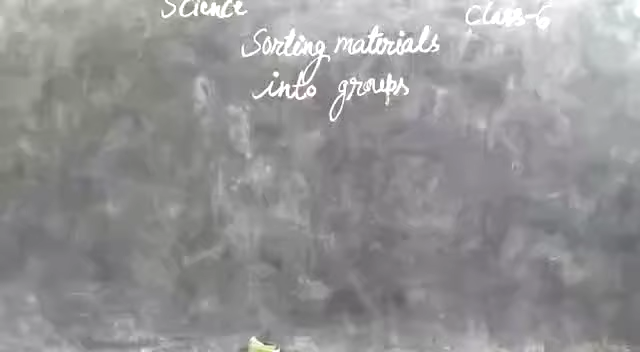 Science Class-6
Sorting materials
into groups